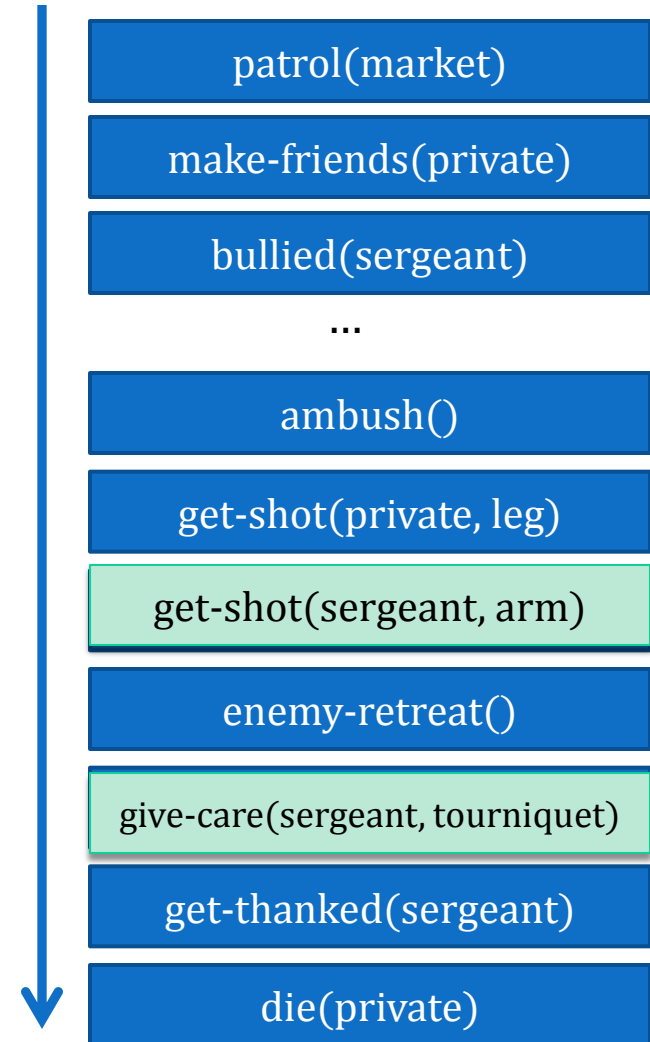 patrol(market)
make-friends(private)
bullied(sergeant)
...
ambush()
get-shot(private, leg)
get-shot(sergeant, arm)
enemy-retreat()
give-care(sergeant, tourniquet)
get-thanked(sergeant)
die(private)